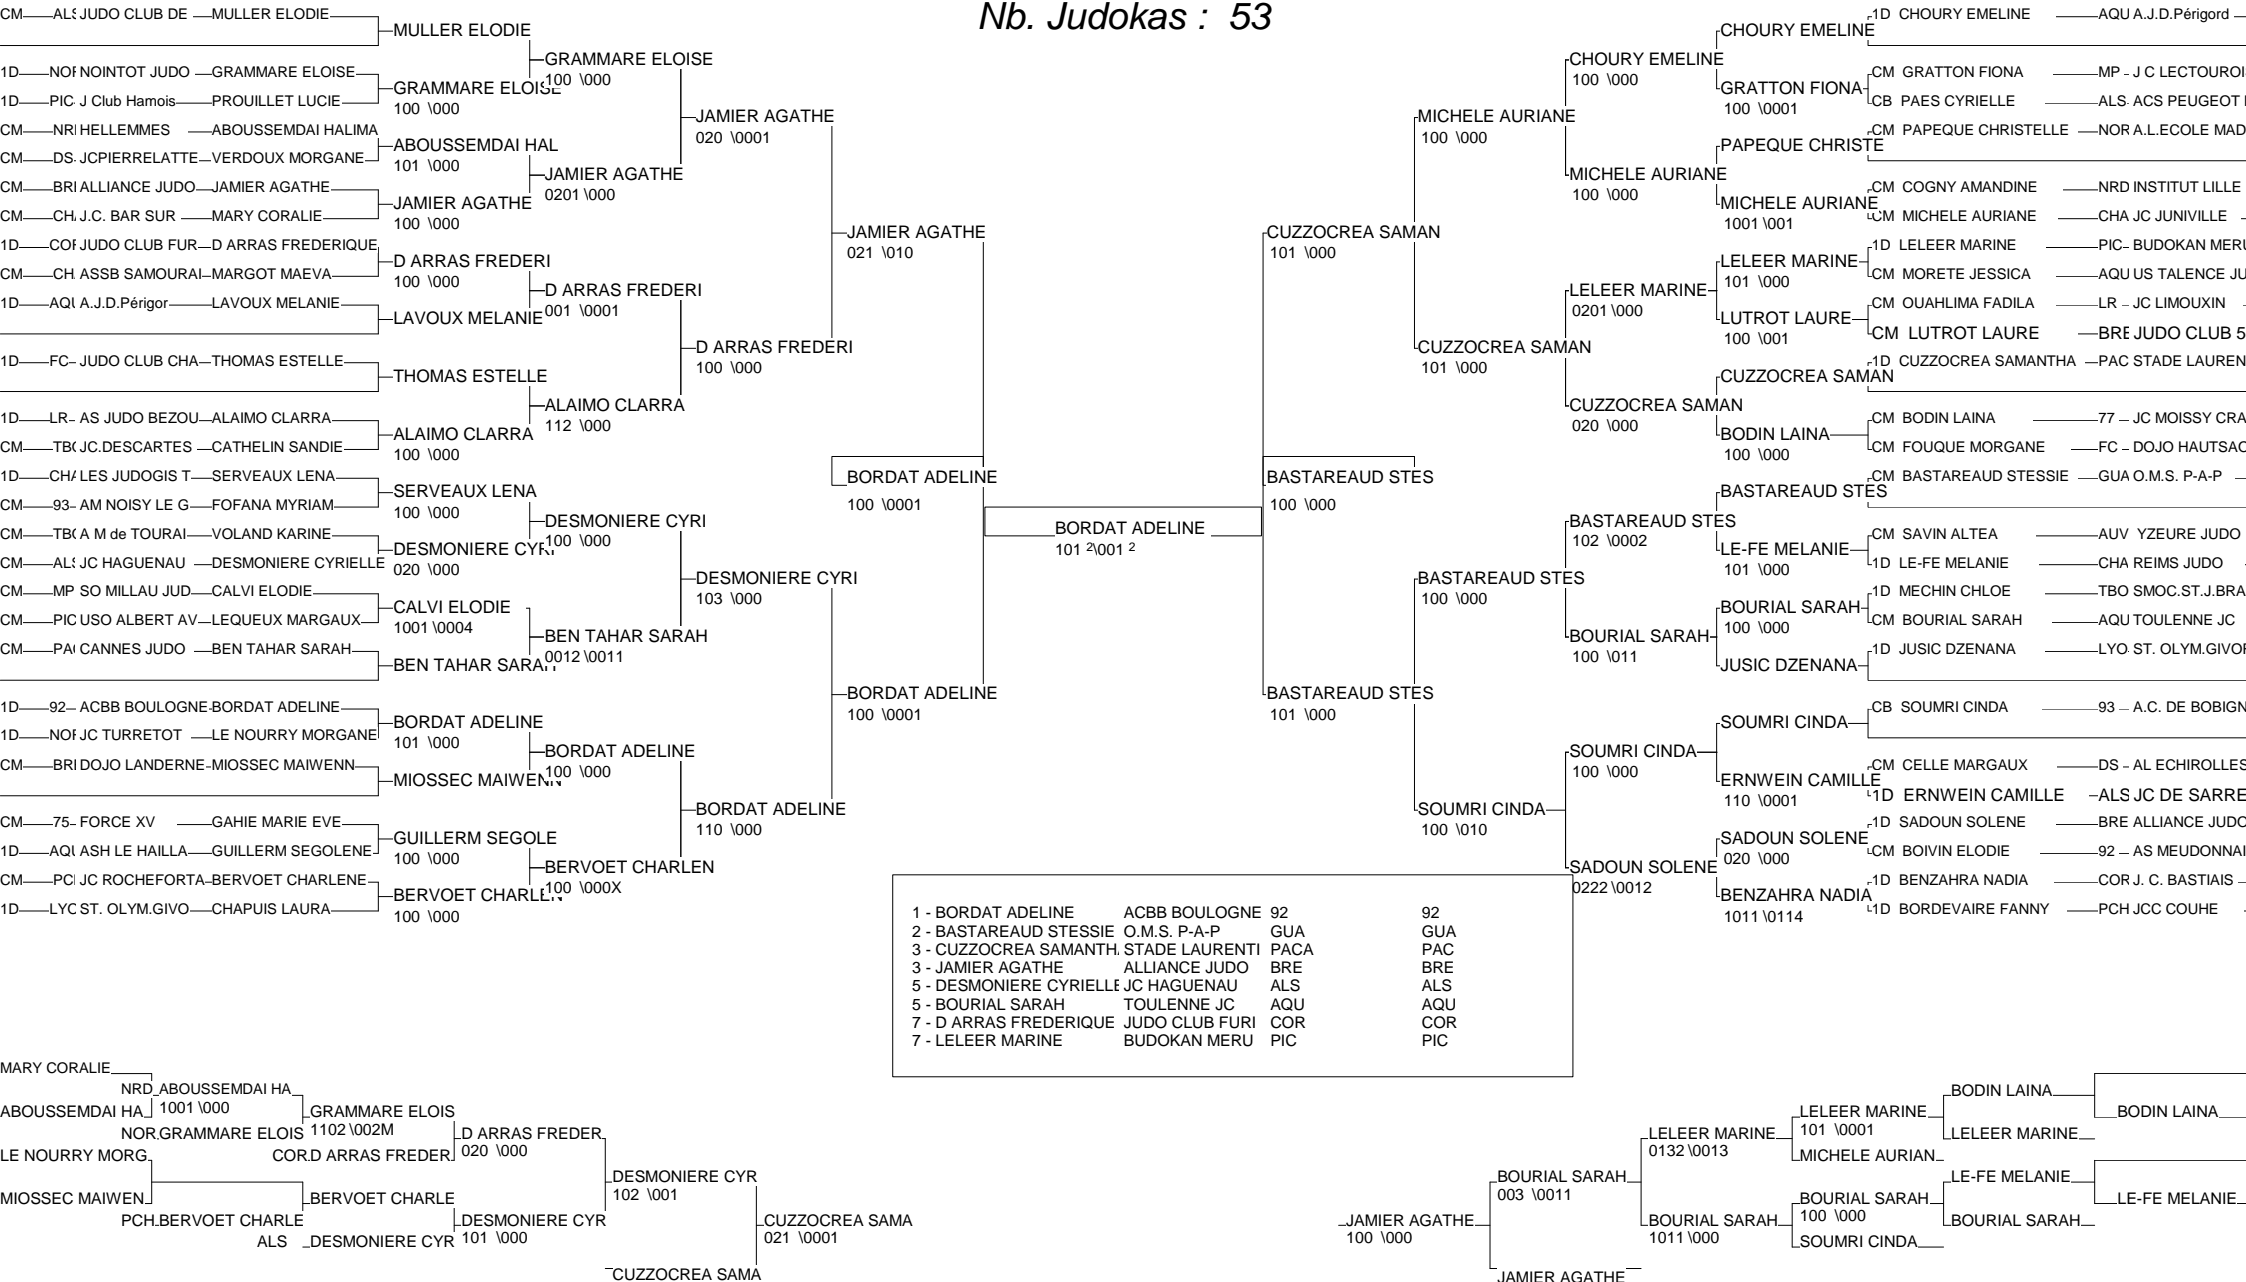 Nb. Judokas : 53
CM ALS JUDO CLUB DE MULLER ELODIE
1D NOINTOT JUDO GRAMMARE ELOISE
1D PIC J Club Hamois PROUILLET LUCIE
CM NRI HELLEMMES ABOUSSEMDAI HALIMA
CM DS JCPIERRELATTE VERDOUX MORGANE
CM BRI ALLIANCE JUDO JAMIER AGATHE
CM J.C. BAR SUR MARY CORALIE
1D JUDO CLUB FUR D ARRAS FREDERIQUE
CM CH ASSB SAMOURAI MARGOT MAEVA
1D A.J.D.Périgor LAVOUX MELANIE
1D FC- JUDO CLUB CHA THOMAS ESTELLE
1D LR- AS JUDO BEZOU ALAIMO CLARRA
CM JC.DESCARTES CATHELIN SANDIE
1D LES JUDOGIS T SERVEAUX LENA
CM 93- AM NOISY LE G FOFANA MYRIAM
CM A M de TOURAI VOLAND KARINE
CM JC HAGUENAU DESMONIERE CYRIELLE
CM MP SO MILLAU JUD CALVI ELODIE
CM PIC USO ALBERT AV LEQUEUX MARGAUX
CM CANNES JUDO BEN TAHAR SARAH
1D 92- ACBB BOULOGNE BORDAT ADELINE
1D JC TURRETOT LE NOURRY MORGANE
CM BRI DOJO LANDERNE MIOSSEC MAIWENN
CM 75- FORCE XV GAHIE MARIE EVE
1D ASH LE HAILLA GUILLERM SEGOLENE
CM JC ROCHEFORTA BERVOET CHARLENE
1D ST. OLYM.GIVO CHAPUIS LAURA
MULLER ELODIE
GRAMMARE ELOISE
100 \000
ABOUSSEMDAI HAL
101 \000
JAMIER AGATHE
100 \000
D ARRAS FREDERI
100 \000
LAVOUX MELANIE
THOMAS ESTELLE
ALAIMO CLARRA
100 \000
SERVEAUX LENA
100 \000
DESMONIERE CYRI
020 \000
CALVI ELODIE
1001 \0004
BEN TAHAR SARAH
BORDAT ADELINE
101 \000
MIOSSEC MAIWENN
GUILLERM SEGOLE
100 \000
BERVOET CHARLEN
100 \000
GRAMMARE ELOISE
100 \000
JAMIER AGATHE
0201 \000
D ARRAS FREDERI
001 \0001
ALAIMO CLARRA
112 \000
DESMONIERE CYRI
100 \000
BEN TAHAR SARAH
0012 \0011
BORDAT ADELINE
100 \000
BERVOET CHARLEN
100 \000X
JAMIER AGATHE
020 \0001
D ARRAS FREDERI
100 \000
DESMONIERE CYRI
103 \000
BORDAT ADELINE
110 \000
JAMIER AGATHE
021 \010
BORDAT ADELINE
100 \0001
BORDAT ADELINE
100 \0001
BORDAT ADELINE
101 2\001 2
CUZZOCREA SAMAN
101 \000
BASTAREAUD STES
100 \000
BASTAREAUD STES
101 \000
MICHELE AURIANE
100 \000
CUZZOCREA SAMAN
101 \000
BASTAREAUD STES
100 \000
SOUMRI CINDA
100 \010
CHOURY EMELINE
100 \000
MICHELE AURIANE
100 \000
LELEER MARINE
0201 \000
CUZZOCREA SAMAN
020 \000
BASTAREAUD STES
102 \0002
BOURIAL SARAH
100 \011
SOUMRI CINDA
100 \000
SADOUN SOLENE
0222 \0012
CHOURY EMELINE
GRATTON FIONA
100 \0001
PAPEQUE CHRISTE
MICHELE AURIANE
1001 \001
LELEER MARINE
101 \000
LUTROT LAURE
100 \001
CUZZOCREA SAMAN
BODIN LAINA
100 \000
BASTAREAUD STES
LE-FE MELANIE
101 \000
BOURIAL SARAH
100 \000
JUSIC DZENANA
SOUMRI CINDA
ERNWEIN CAMILLE
110 \0001
SADOUN SOLENE
020 \000
BENZAHRA NADIA
1011 \0114
1D CHOURY EMELINE AQU A.J.D.Périgord
CM GRATTON FIONA MP - J C LECTOUROI
CB PAES CYRIELLE ALS- ACS PEUGEOT
CM PAPEQUE CHRISTELLE NOR A.L.ECOLE MAD
CM COGNY AMANDINE NRD INSTITUT LILLE
CM MICHELE AURIANE CHA JC JUNIVILLE
1D LELEER MARINE PIC- BUDOKAN MERU
CM MORETE JESSICA AQU US TALENCE JU
CM OUAHLIMA FADILA LR - JC LIMOUXIN
CM LUTROT LAURE BRE JUDO CLUB 5
1D CUZZOCREA SAMANTHA PAC STADE LAUREN
CM BODIN LAINA 77 - JC MOISSY CRA
CM FOUQUE MORGANE FC - DOJO HAUTSAO
CM BASTAREAUD STESSIE GUA O.M.S. P-A-P
CM SAVIN ALTEA AUV YZEURE JUDO
1D LE-FE MELANIE CHA REIMS JUDO
1D MECHIN CHLOE TBO SMOC.ST.J.BRA
CM BOURIAL SARAH AQU TOULENNE JC
1D JUSIC DZENANA LYO ST. OLYM.GIVO
CB SOUMRI CINDA 93 - A.C. DE BOBIGN
CM CELLE MARGAUX DS - AL ECHIROLLES
1D ERNWEIN CAMILLE ALS JC DE SARRE
1D SADOUN SOLENE BRE ALLIANCE JUDO
CM BOIVIN ELODIE 92 - AS MEUDONNAI
1D BENZAHRA NADIA COR J. C. BASTIAIS
1D BORDEVAIRE FANNY PCH JCC COUHE
1 - BORDAT ADELINE ACBB BOULOGNE 92 92
2 - BASTAREAUD STESSIE O.M.S. P-A-P GUA GUA
3 - CUZZOCREA SAMANTH STADE LAURENTI PACA PAC
3 - JAMIER AGATHE ALLIANCE JUDO BRE BRE
5 - DESMONIERE CYRIELLE JC HAGUENAU ALS ALS
5 - BOURIAL SARAH TOULENNE JC AQU AQU
7 - D ARRAS FREDERIQUE JUDO CLUB FURI COR COR
7 - LELEER MARINE BUDOKAN MERU PIC PIC
MARY CORALIE
NRD ABOUSSEMDAI HA
ABOUSSEMDAI HA 1001 \000
GRAMMARE ELOIS
NOR GRAMMARE ELOIS 1102 \002M
D ARRAS FREDER
LE NOURRY MORG COR D ARRAS FREDER 020 \000
DESMONIERE CYR
102 \001
MIOSSEC MAIWEN BERVOET CHARLE
PCH BERVOET CHARLE DESMONIERE CYR CUZZOCREA SAMA
ALS DESMONIERE CYR 101 \000 021 \0001
CUZZOCREA SAMA
BODIN LAINA
LELEER MARINE BODIN LAINA
101 \0001
LELEER MARINE LELEER MARINE
0132 \0013 MICHELE AURIAN
BOURIAL SARAH LE-FE MELANIE
003 \0011
BOURIAL SARAH LE-FE MELANIE
100 \000
JAMIER AGATHE BOURIAL SARAH BOURIAL SARAH
100 \000 1011 \000 SOUMRI CINDA
JAMIER AGATHE